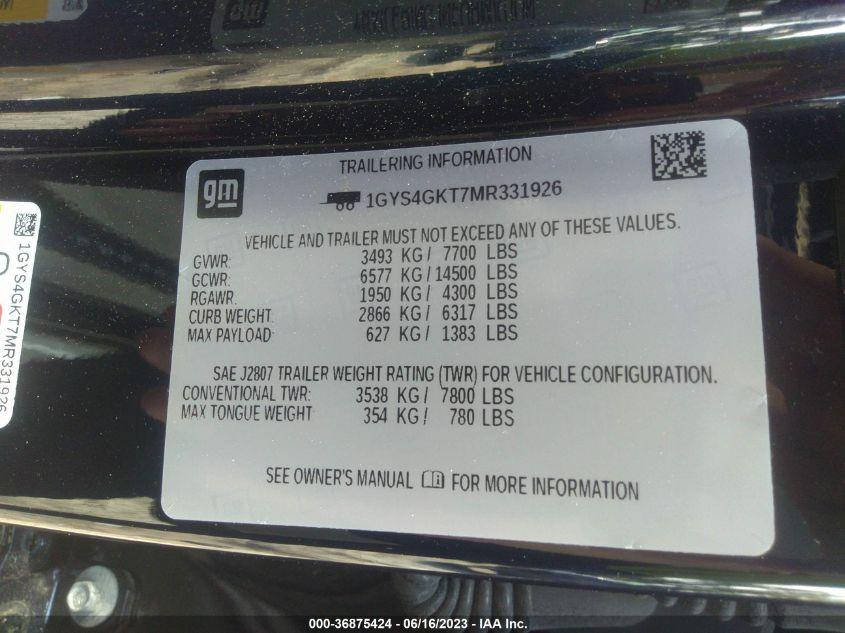 TRAILERING INFORMATION
gm
1GYS4GKT7MR331926
VEHICLE AND TRAILER MUST NOT EXCEED ANY OF THESE VALUES.
GVWR: 3493 KG / 7700 LBS
GCWR: 6577 KG / 14500 LBS
RGAWR: 1950 KG / 4300 LBS
CURB WEIGHT: 2866 KG / 6317 LBS
MAX PAYLOAD: 627 KG / 1383 LBS
SAE J2807 TRAILER WEIGHT RATING (TWR) FOR VEHICLE CONFIGURATION.
CONVENTIONAL TWR: 3538 KG / 7800 LBS
MAX TONGUE WEIGHT 354 KG / 780 LBS
SEE OWNER'S MANUAL FOR MORE INFORMATION
1GYS4GKT7MR331926
000-36875424 - 06/16/2023 - IAA Inc.